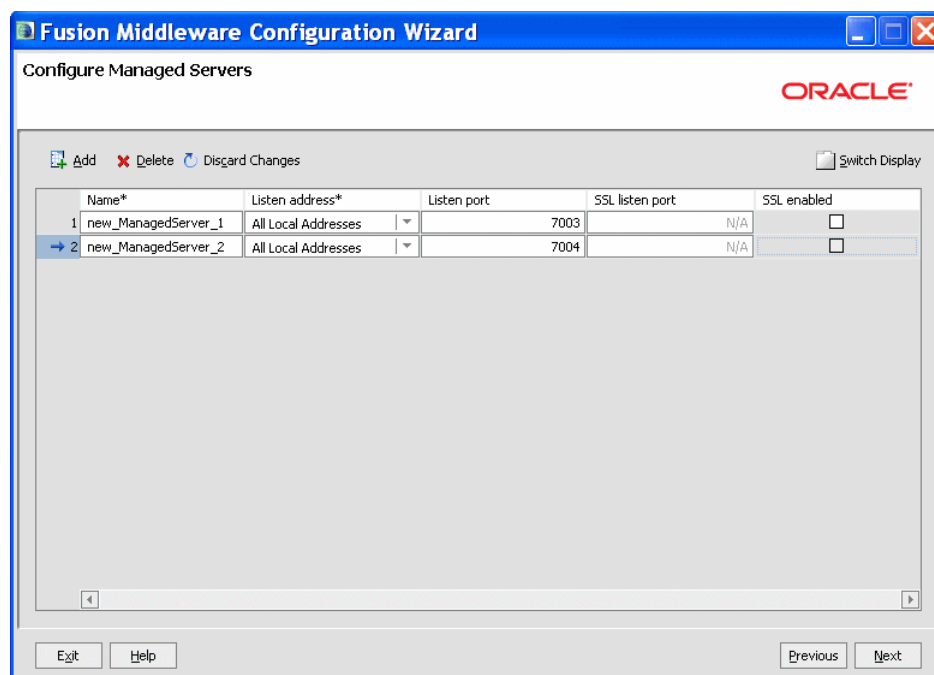 Fusion Middleware Configuration Wizard
Configure Managed Servers
ORACLE
Add Delete Discard Changes Switch Display
Name* Listen address* Listen port SSL listen port SSL enabled
1 new_ManagedServer_1 All Local Addresses 7003 N/A
2 new_ManagedServer_2 All Local Addresses 7004 N/A
Exit Help Previous Next